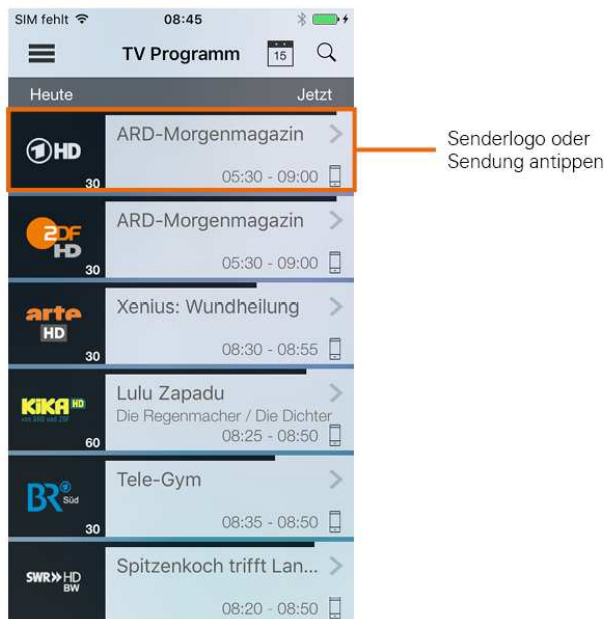 SIM fehlt 08:45
TV Programm 15
Heute Jetzt
1 HD ARD-Morgenmagazin
30 05:30 - 09:00
2DF HD ARD-Morgenmagazin
30 05:30 - 09:00
arte HD Xenius: Wundheilung
30 08:30 - 08:55
KiKA HD Lulu Zapadu
Die Regenmacher / Die Dichter
60 08:25 - 08:50
BR Süd Tele-Gym
30 08:35 - 08:50
SWR» HD BW Spitzenkoch trifft Lan...
08:20 - 08:50
Senderlogo oder
Sendung antippen